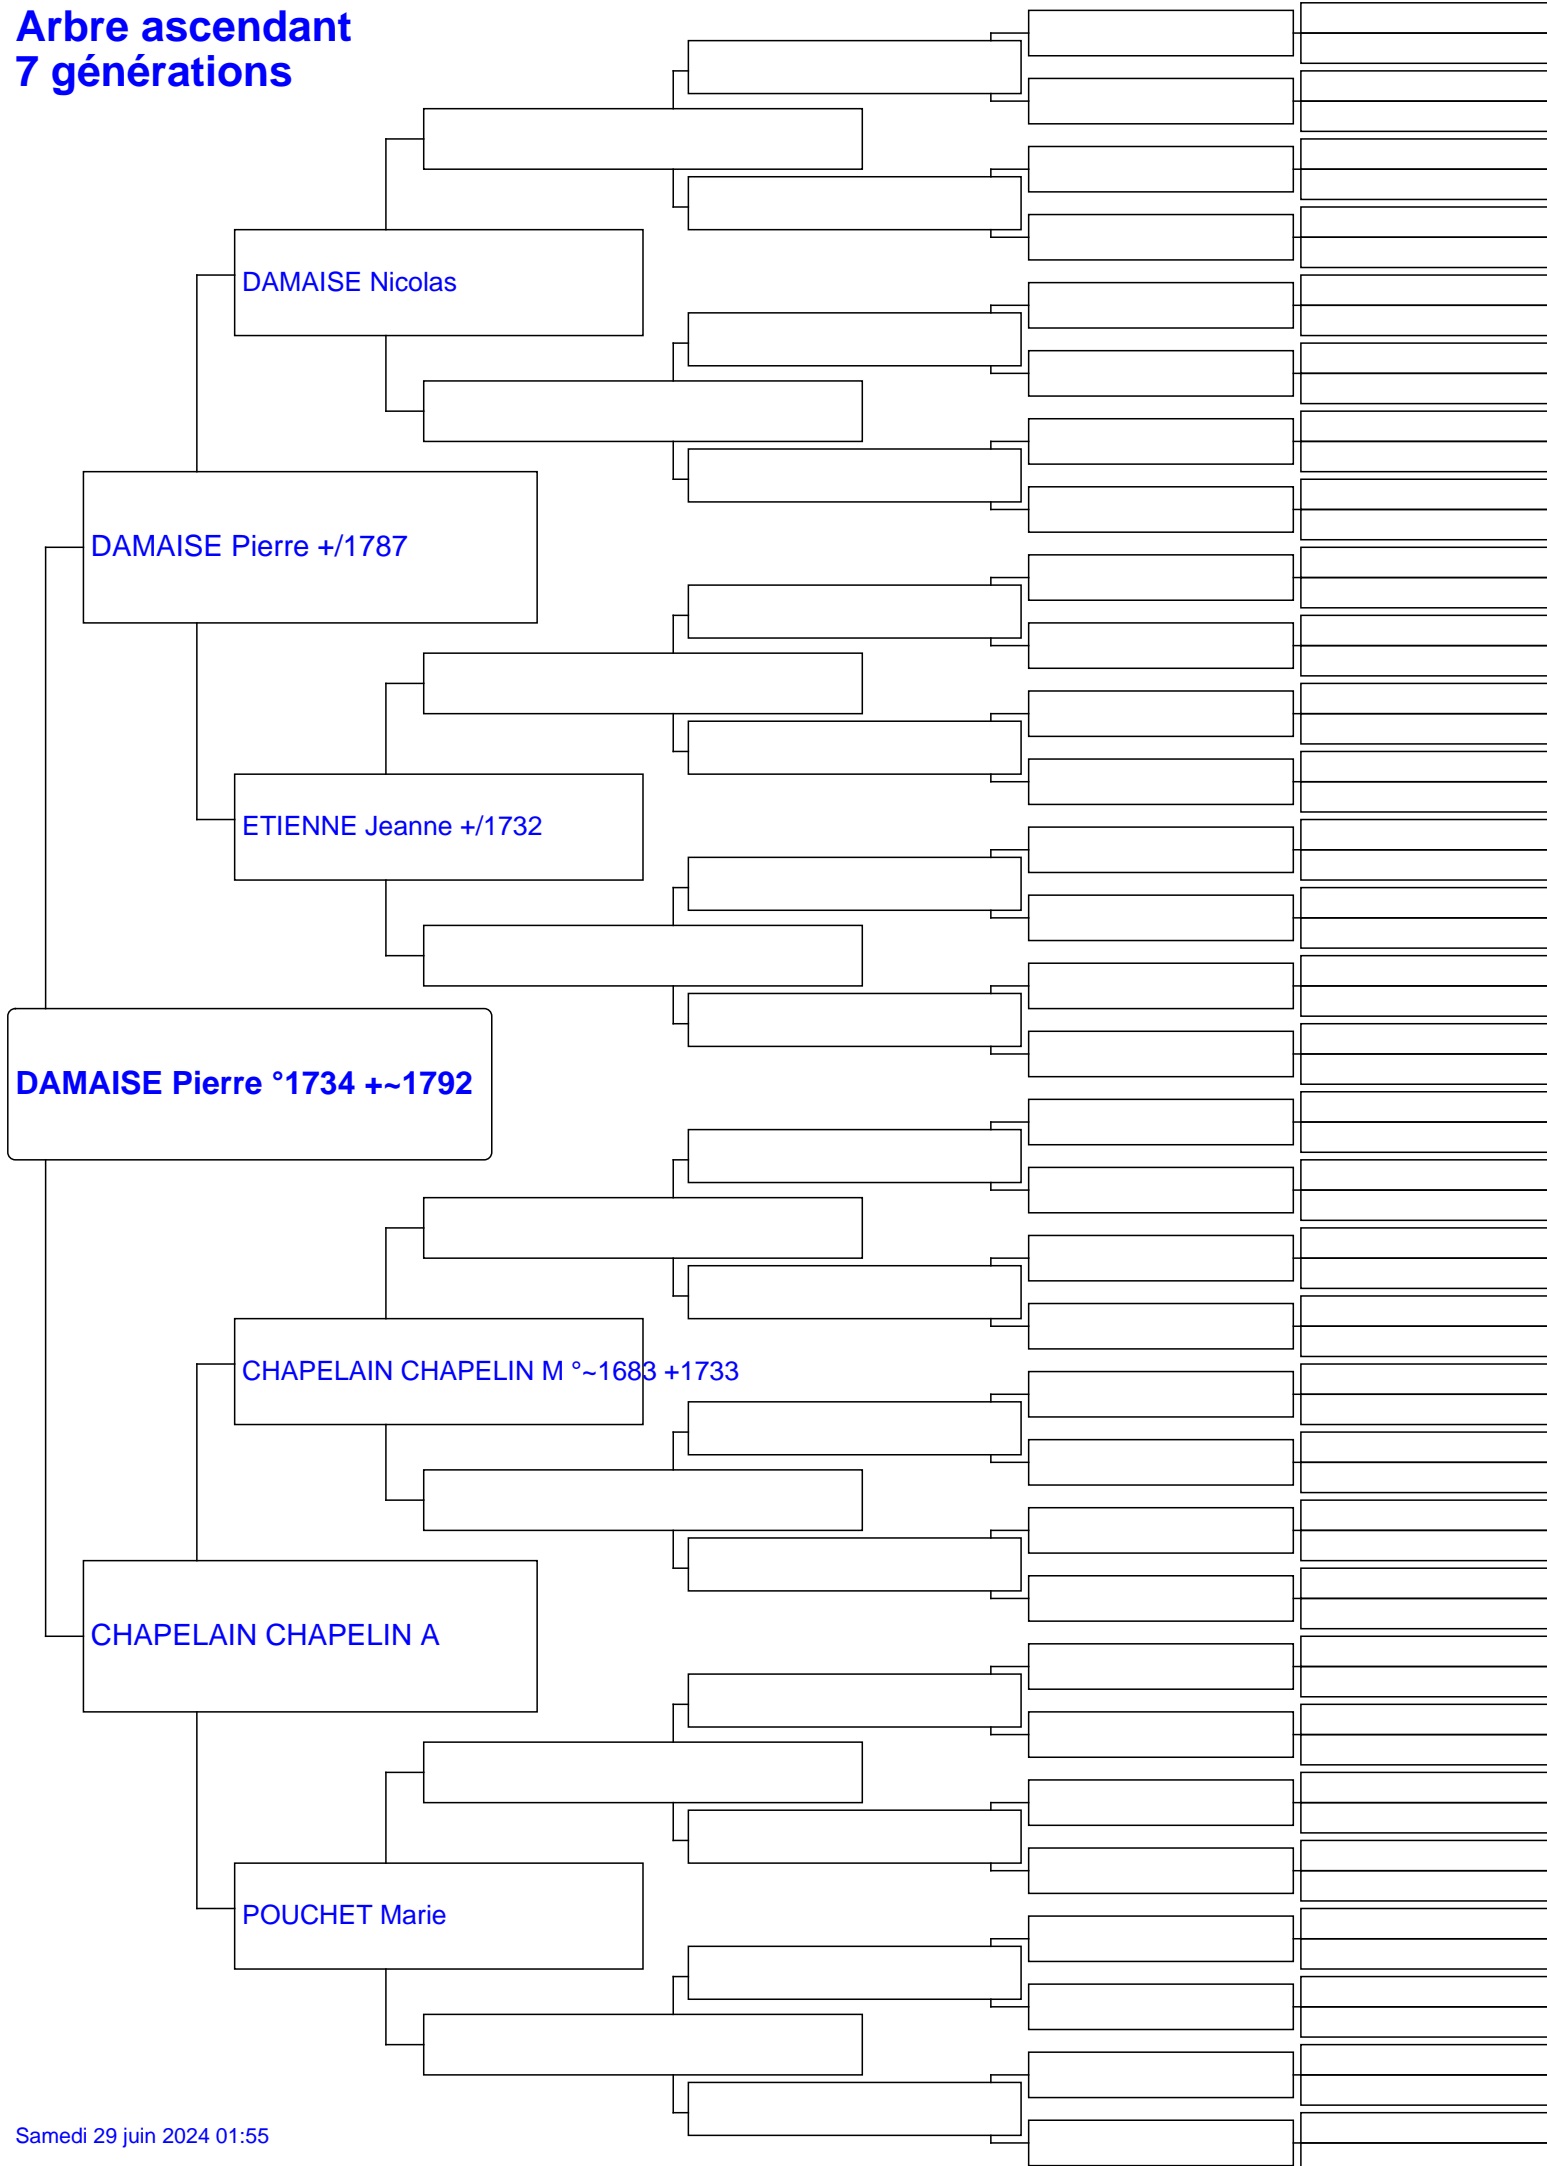 Arbre ascendant
7 générations
DAMAISE Nicolas
DAMAISE Pierre +/1787
ETIENNE Jeanne +/1732
DAMAISE Pierre °1734 +~1792
CHAPELAIN CHAPELIN M °~1683 +1733
CHAPELAIN CHAPELIN A
POUCHET Marie
Samedi 29 juin 2024 01:55